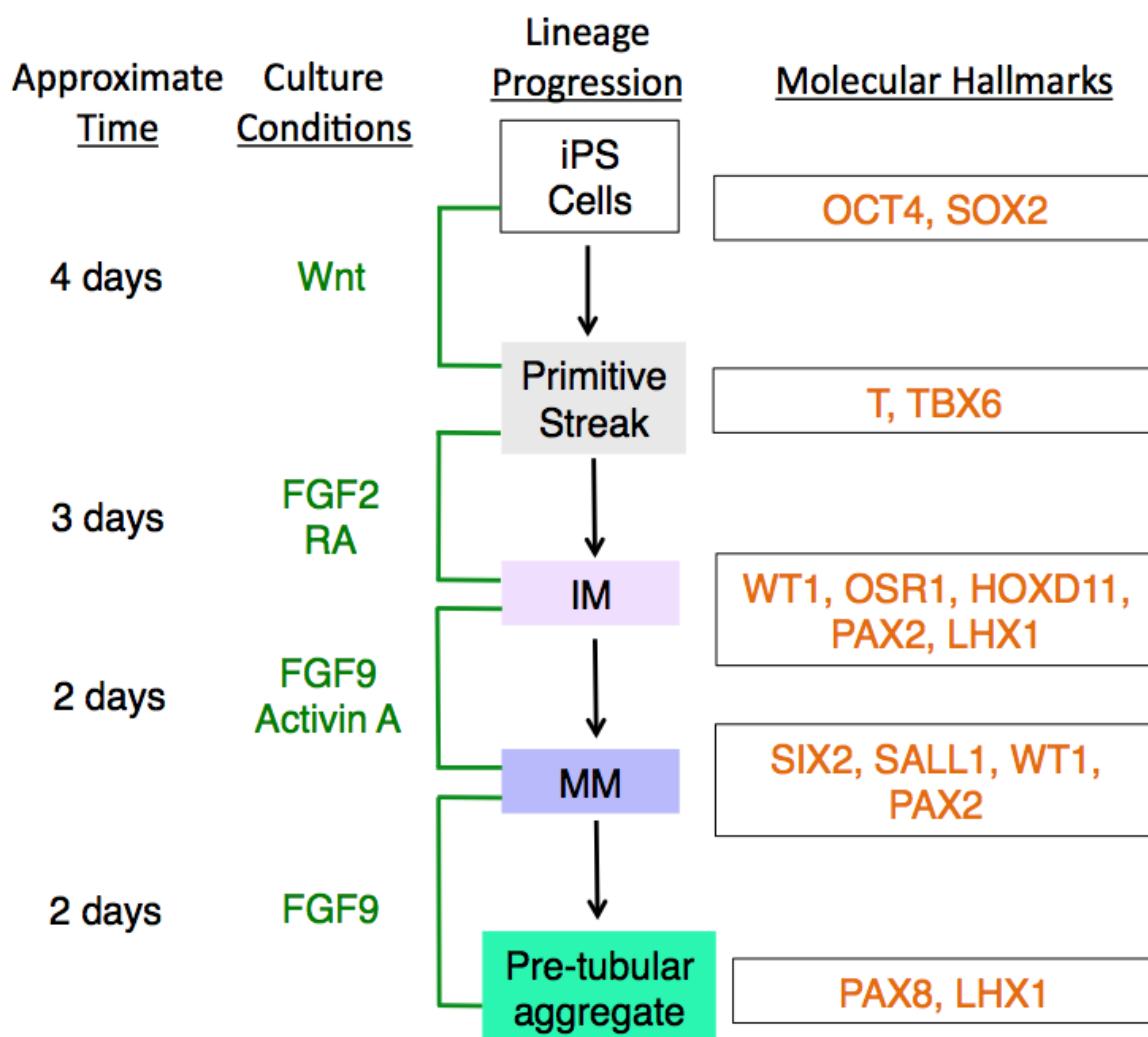 Approximate
Time
Culture
Conditions
Lineage
Progression
Molecular Hallmarks
iPS
Cells
OCT4, SOX2
4 days
Wnt
Primitive
Streak
T, TBX6
3 days
FGF2
RA
IM
WT1, OSR1, HOXD11,
PAX2, LHX1
2 days
FGF9
Activin A
MM
SIX2, SALL1, WT1,
PAX2
2 days
FGF9
Pre-tubular
aggregate
PAX8, LHX1